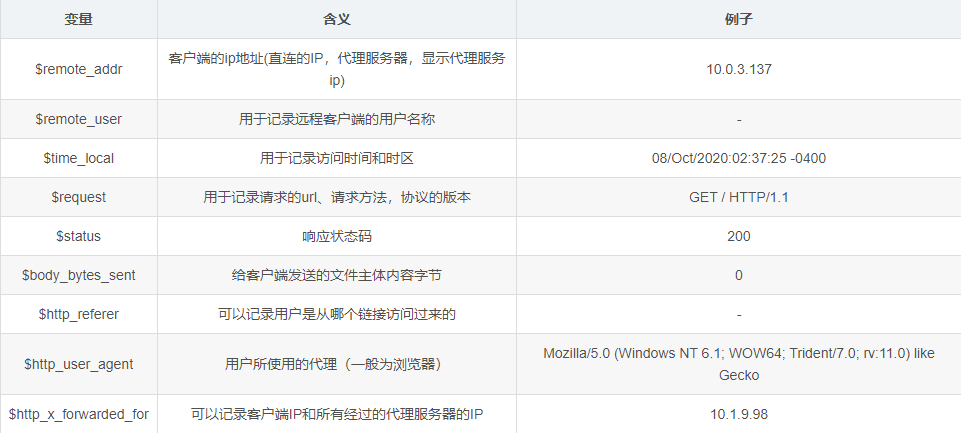 变量 含义 例子
$remote_addr 客户端的ip地址(直连的IP，代理服务器，显示代理服务 10.0.3.137
ip)
$remote_user 用于记录远程客户端的用户名称 -
$time_local 用于记录访问时间和时区 08/Oct/2020:02:37:25 -0400
$request 用于记录请求的url、请求方法，协议的版本 GET / HTTP/1.1
$status 响应状态码 200
$body_bytes_sent 给客户端发送的文件主体内容字节 0
$http_referer 可以记录用户是从哪个链接访问过来的 -
$http_user_agent 用户所使用的代理（一般为浏览器） Mozilla/5.0 (Windows NT 6.1; WOW64; Trident/7.0; rv:11.0) like
Gecko
$http_x_forwarded_for 可以记录客户端IP和所有经过的代理服务器的IP 10.1.9.98